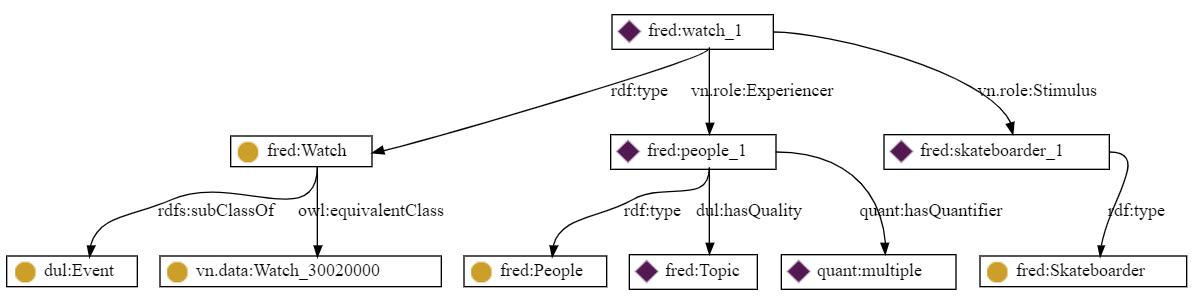 fred:watch_1
rdf:type
vn.role:Experiencer
vn.role:Stimulus
fred:Watch
fred:people_1
fred:skateboarder_1
rdfs:subClassOf
owl:equivalentClass
rdf:type
dul:hasQuality
quant:hasQuantifier
rdf:type
dul:Event
vn.data:Watch_30020000
fred:People
fred:Topic
quant:multiple
fred:Skateboarder